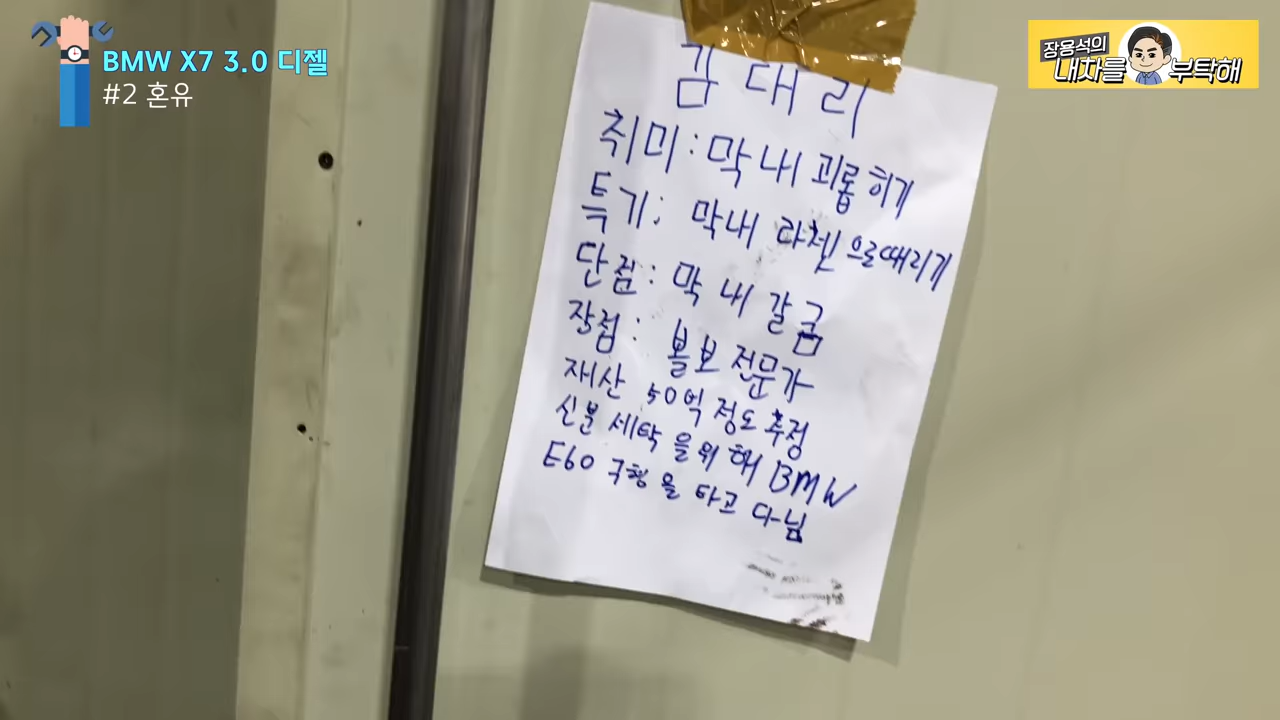 BMW X7 3.0 디젤
#2 혼유
장용석의
내차를 부탁해
김대리
취미: 막내 괴롭히기
특기: 막내 라쳇으로때리기
단점: 막내 갈굼
장점: 볼보 전문가
재산 50억 정도 추정
신분 세탁을위해 BMW
E60 구형을 타고 다님